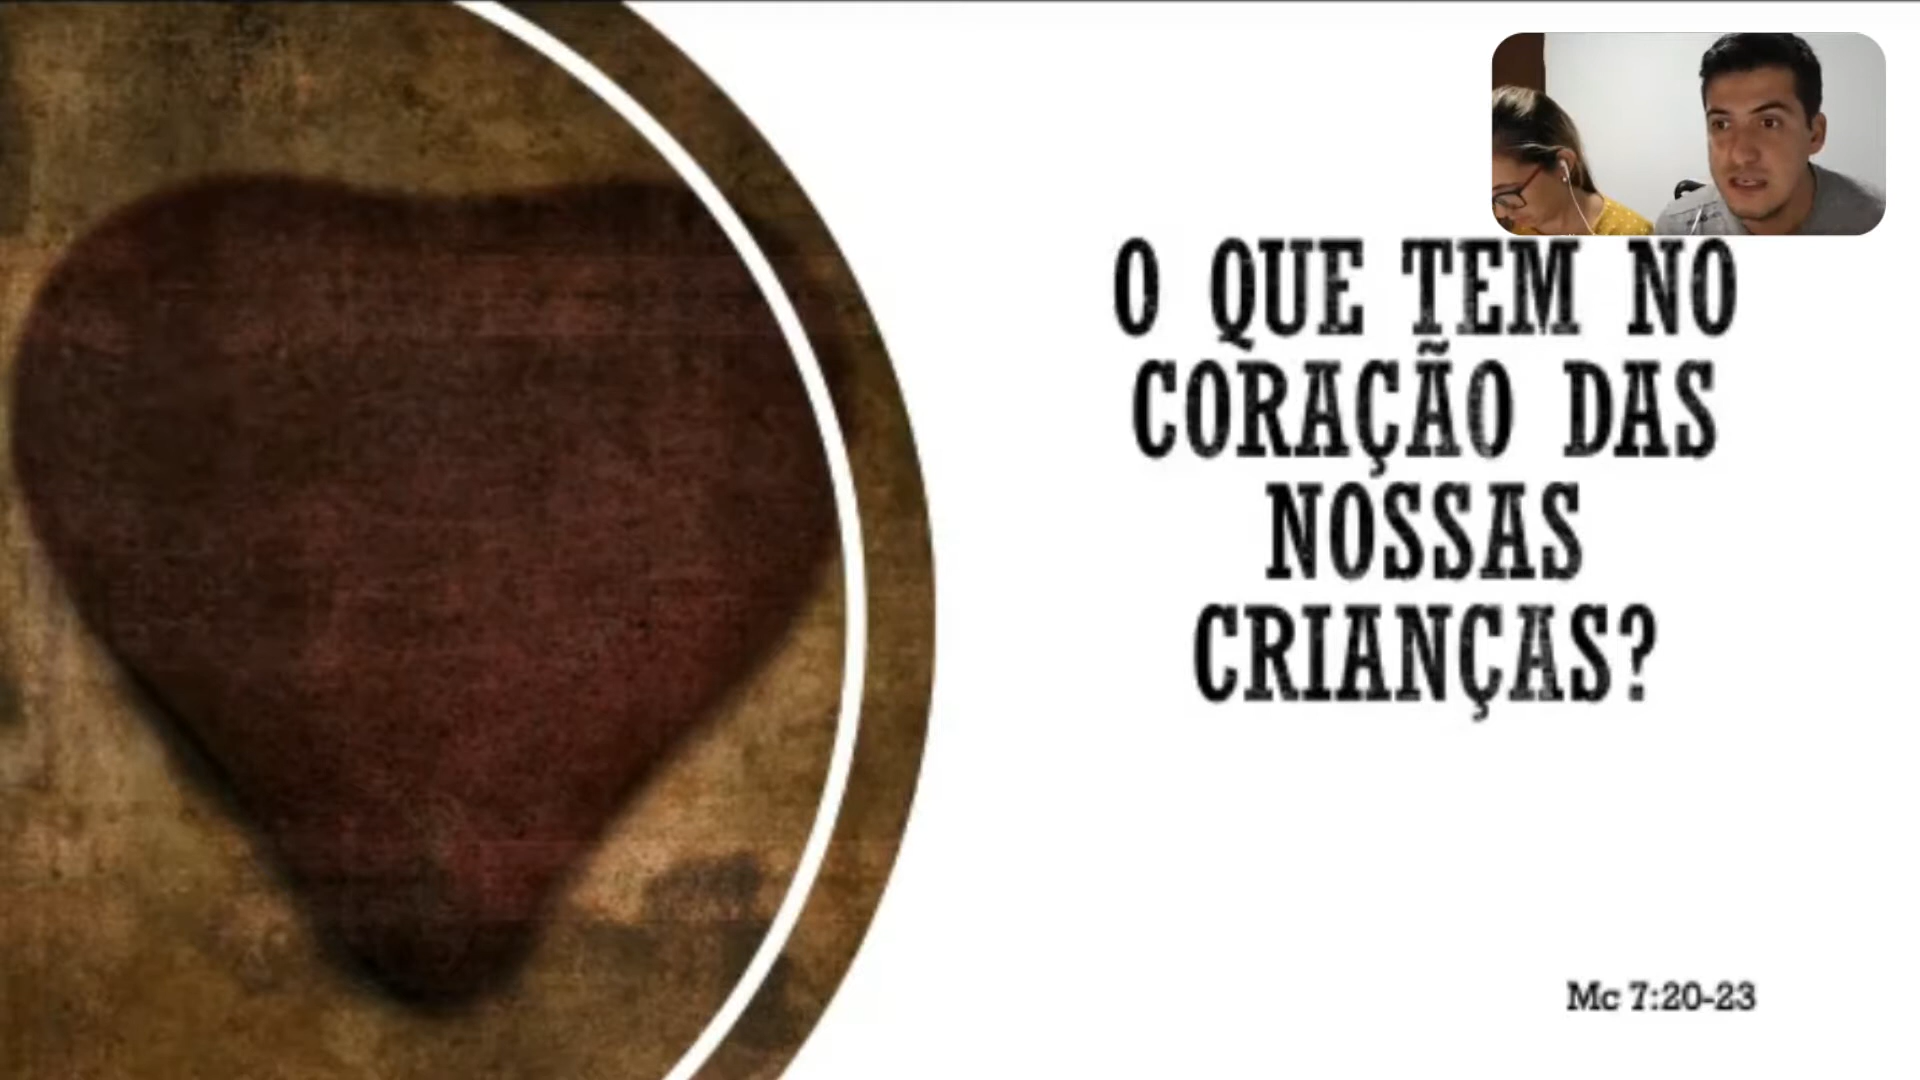 O QUE TEM NO
CORAÇÃO DAS
NOSSAS
CRIANÇAS?
Mc 7:20-23